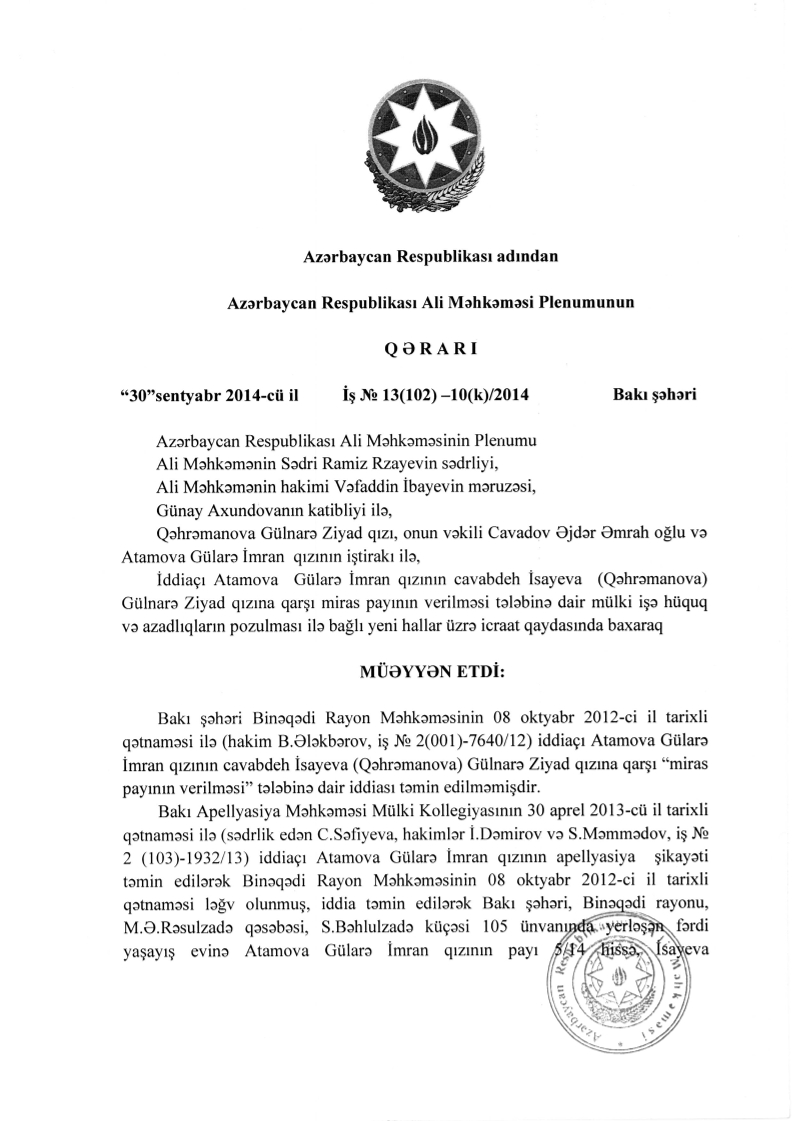 Azərbaycan Respublikası adından
Azərbaycan Respublikası Ali Məhkəməsi Plenumunun
Q Ə R A R I
“30”sentyabr 2014-cü il İş № 13(102) –10(k)/2014 Bakı şəhəri
Azərbaycan Respublikası Ali Məhkəməsinin Plenumu
Ali Məhkəmənin Sədri Ramiz Rzayevin sədrliyi,
Ali Məhkəmənin hakimi Vəfaddin İbayevin məruzəsi,
Günay Axundovanın katibliyi ilə,
Qəhrəmanova Gülnarə Ziyad qızı, onun vəkili Cavadov Əjdər Əmrah oğlu və
Atamova Gülarə İmran qızının iştirakı ilə,
İddiaçı Atamova Gülarə İmran qızının cavabdeh İsayeva (Qəhrəmanova)
Gülnarə Ziyad qızına qarşı miras payının verilməsi tələbinə dair mülki işə hüquq
və azadlıqların pozulması ilə bağlı yeni hallar üzrə icraat qaydasında baxaraq
MÜƏYYƏN ETDİ:
Bakı şəhəri Binəqədi Rayon Məhkəməsinin 08 oktyabr 2012-ci il tarixli
qətnaməsi ilə (hakim B.Ələkbərov, iş № 2(001)-7640/12) iddiaçı Atamova Gülarə
İmran qızının cavabdeh İsayeva (Qəhrəmanova) Gülnarə Ziyad qızına qarşı “miras
payının verilməsi” tələbinə dair iddiası təmin edilməmişdir.
Bakı Apellyasiya Məhkəməsi Mülki Kollegiyasının 30 aprel 2013-cü il tarixli
qətnaməsi ilə (sədrlik edən C.Səfiyeva, hakimlər İ.Dəmirov və S.Məmmədov, iş №
2 (103)-1932/13) iddiaçı Atamova Gülarə İmran qızının apellyasiya şikayəti
təmin edilərək Binəqədi Rayon Məhkəməsinin 08 oktyabr 2012-ci il tarixli
qətnaməsi ləğv olunmuş, iddia təmin edilərək Bakı şəhəri, Binəqədi rayonu,
M.Ə.Rəsulzadə qəsəbəsi, S.Bəhlulzadə küçəsi 105 ünvanında yerləşən fərdi
yaşayış evinə Atamova Gülarə İmran qızının payı 5/14 hissə, İsayeva
Azərbaycan Respublikası Ali Məhkəməsi